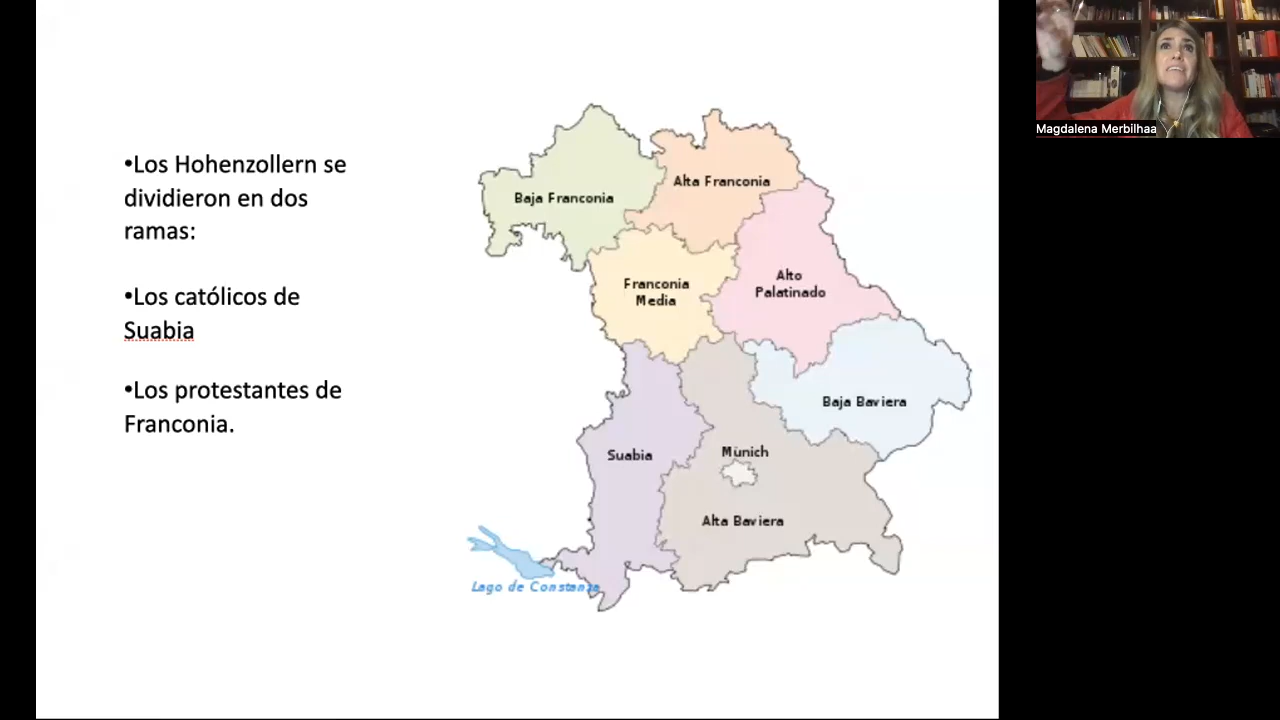 •Los Hohenzollern se
dividieron en dos
ramas:
•Los católicos de
Suabia
•Los protestantes de
Franconia.
Baja Franconia
Alta Franconia
Franconia
Media
Alto
Palatinado
Baja Baviera
Suabia
Münich
Alta Baviera
Lago de Constanza
Magdalena Merbilhaa